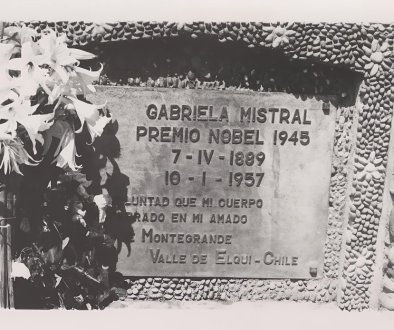 GABRIELA MISTRAL
PREMIO NOBEL 1945
7-IV-1889
10-I-1957
LUNTAD QUE MI CUERPO
RADO EN MI AMADO
MONTEGRANDE
VALLE DE ELQUI-CHILE